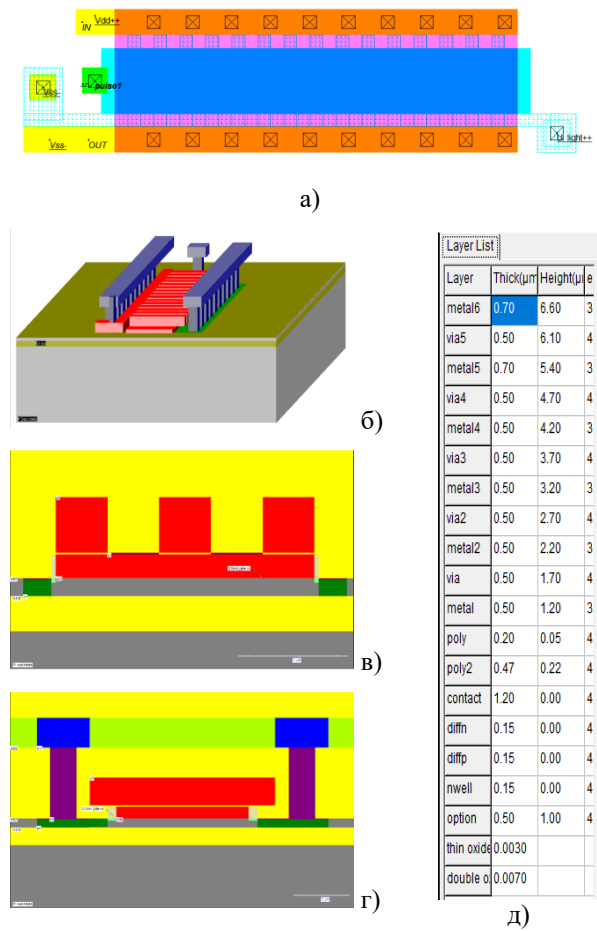 IN Vdd++
Vss- pulse1
Vss- OUT light++
а)
б)
в)
г)
Layer List
Layer Thick(µm Height(µ e
metal6 0.70 6.60 3
via5 0.50 6.10 4
metal5 0.70 5.40 3
via4 0.50 4.70 4
metal4 0.50 4.20 3
via3 0.50 3.70 4
metal3 0.50 3.20 3
via2 0.50 2.70 4
metal2 0.50 2.20 3
via 0.50 1.70 4
metal 0.50 1.20 3
poly 0.20 0.05 4
poly2 0.47 0.22 4
contact 1.20 0.00 4
diffn 0.15 0.00 4
diffp 0.15 0.00 4
nwell 0.15 0.00 4
option 0.50 1.00 4
thin oxide 0.0030
double o 0.0070
д)